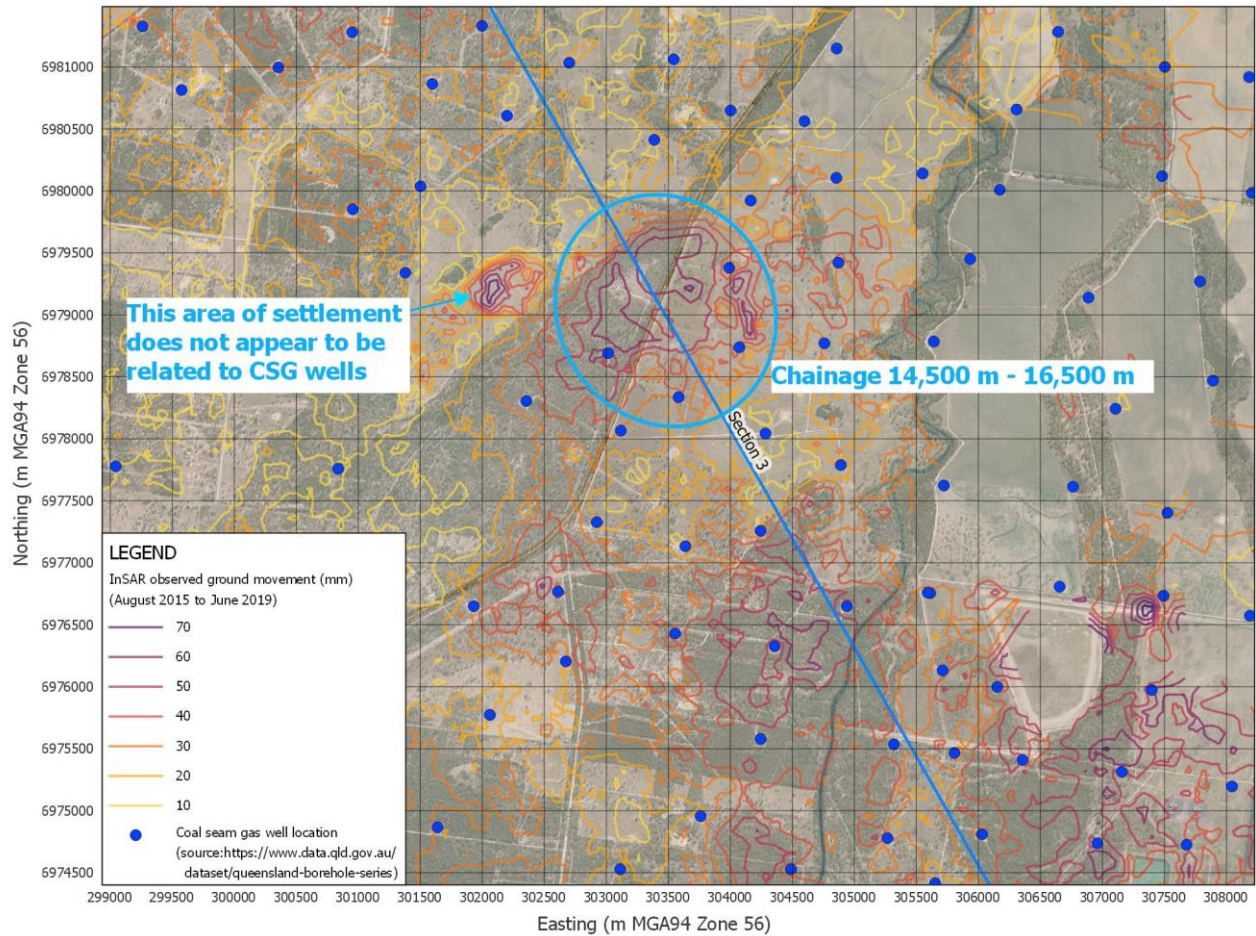 6981000
6980500
6980000
6979500
6979000
6978500
6978000
6977500
6977000
6976500
6976000
6975500
6975000
6974500
Northing (m MGA94 Zone 56)
This area of settlement
does not appear to be
related to CSG wells
Chainage 14,500 m - 16,500 m
Section 3
LEGEND
InSAR observed ground movement (mm)
(August 2015 to June 2019)
70
60
50
40
30
20
10
Coal seam gas well location
(source:https://www.data.qld.gov.au/
dataset/queensland-borehole-series)
299000 299500 300000 300500 301000 301500 302000 302500 303000 303500 304000 304500 305000 305500 306000 306500 307000 307500 308000
Easting (m MGA94 Zone 56)